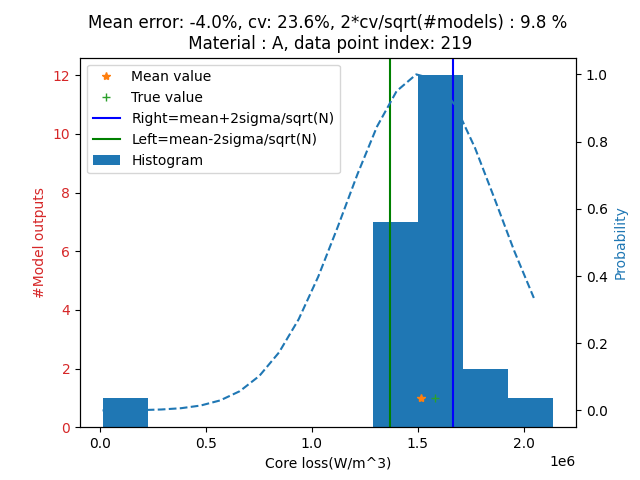 Mean error: -4.0%, cv: 23.6%, 2*cv/sqrt(#models) : 9.8 %
Material : A, data point index: 219
Mean value
True value
Right=mean+2sigma/sqrt(N)
Left=mean-2sigma/sqrt(N)
Histogram
#Model outputs
12
10
8
6
4
2
0
1.0
0.8
0.6
0.4
0.2
0.0
Probability
0.0 0.5 1.0 1.5 2.0
1e6
Core loss(W/m^3)